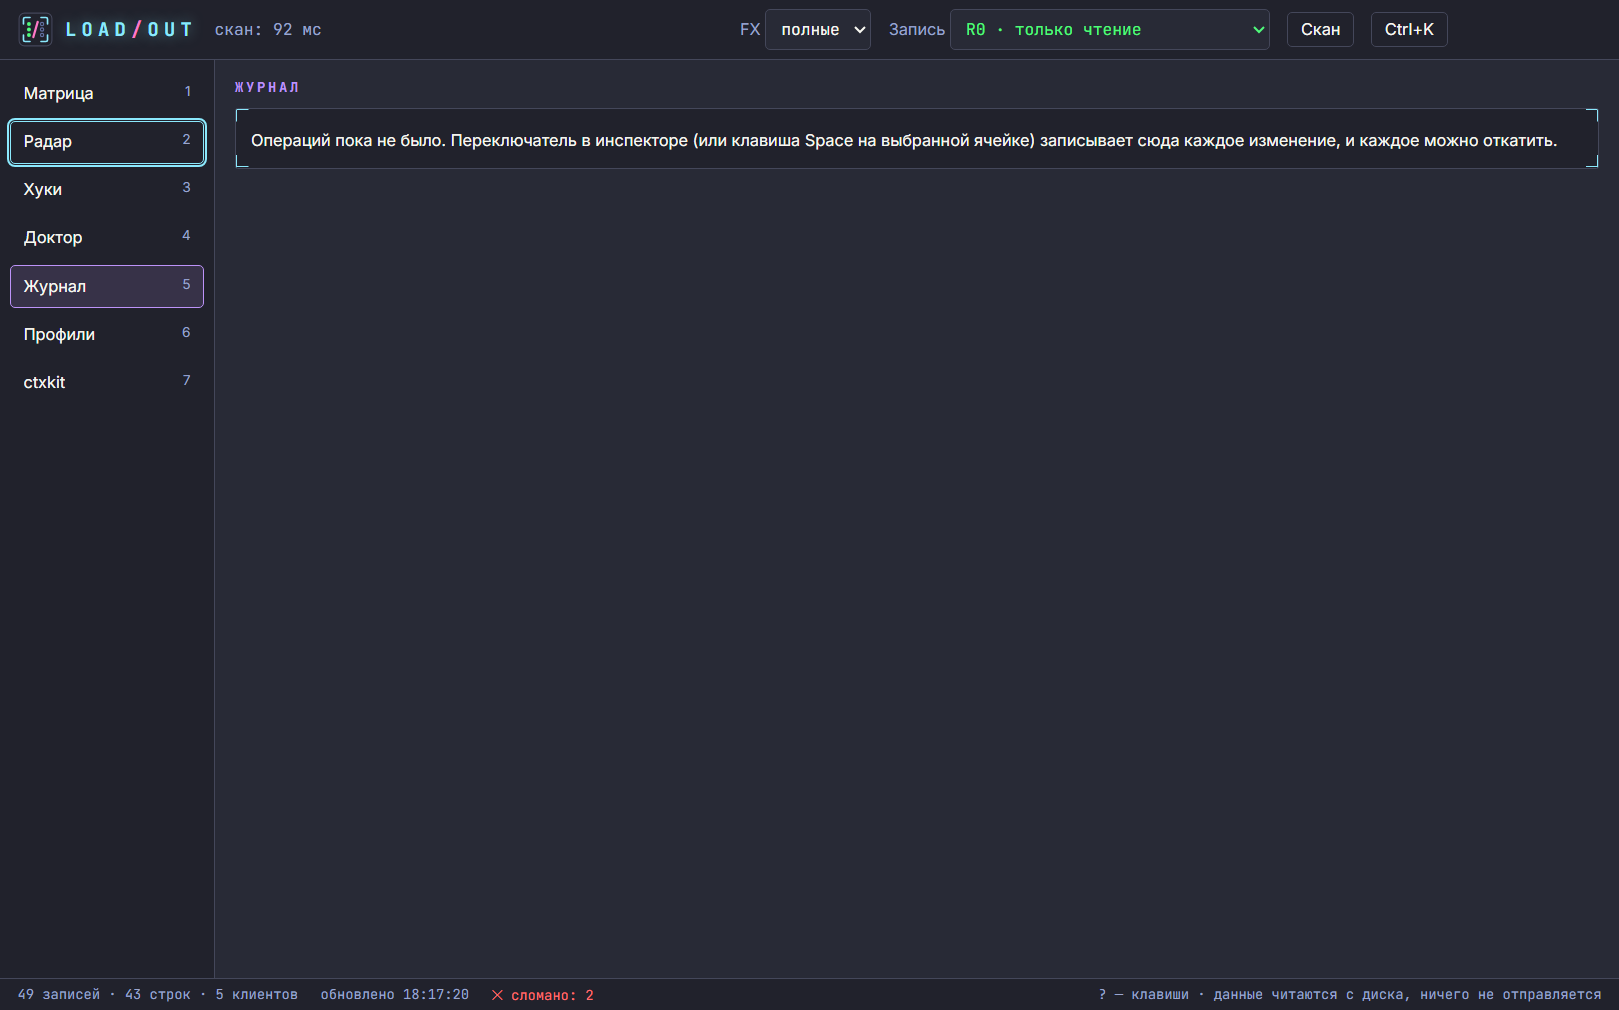 LOAD/OUT
скан: 92 мс
FX
полные
Запись
R0 · только чтение
Скан
Ctrl+K
Матрица 1
Радар 2
Хуки 3
Доктор 4
Журнал 5
Профили 6
ctxkit 7
ЖУРНАЛ
Операций пока не было. Переключатель в инспекторе (или клавиша Space на выбранной ячейке) записывает сюда каждое изменение, и каждое можно откатить.
49 записей · 43 строк · 5 клиентов
обновлено 18:17:20
сломано: 2
? — клавиши · данные читаются с диска, ничего не отправляется